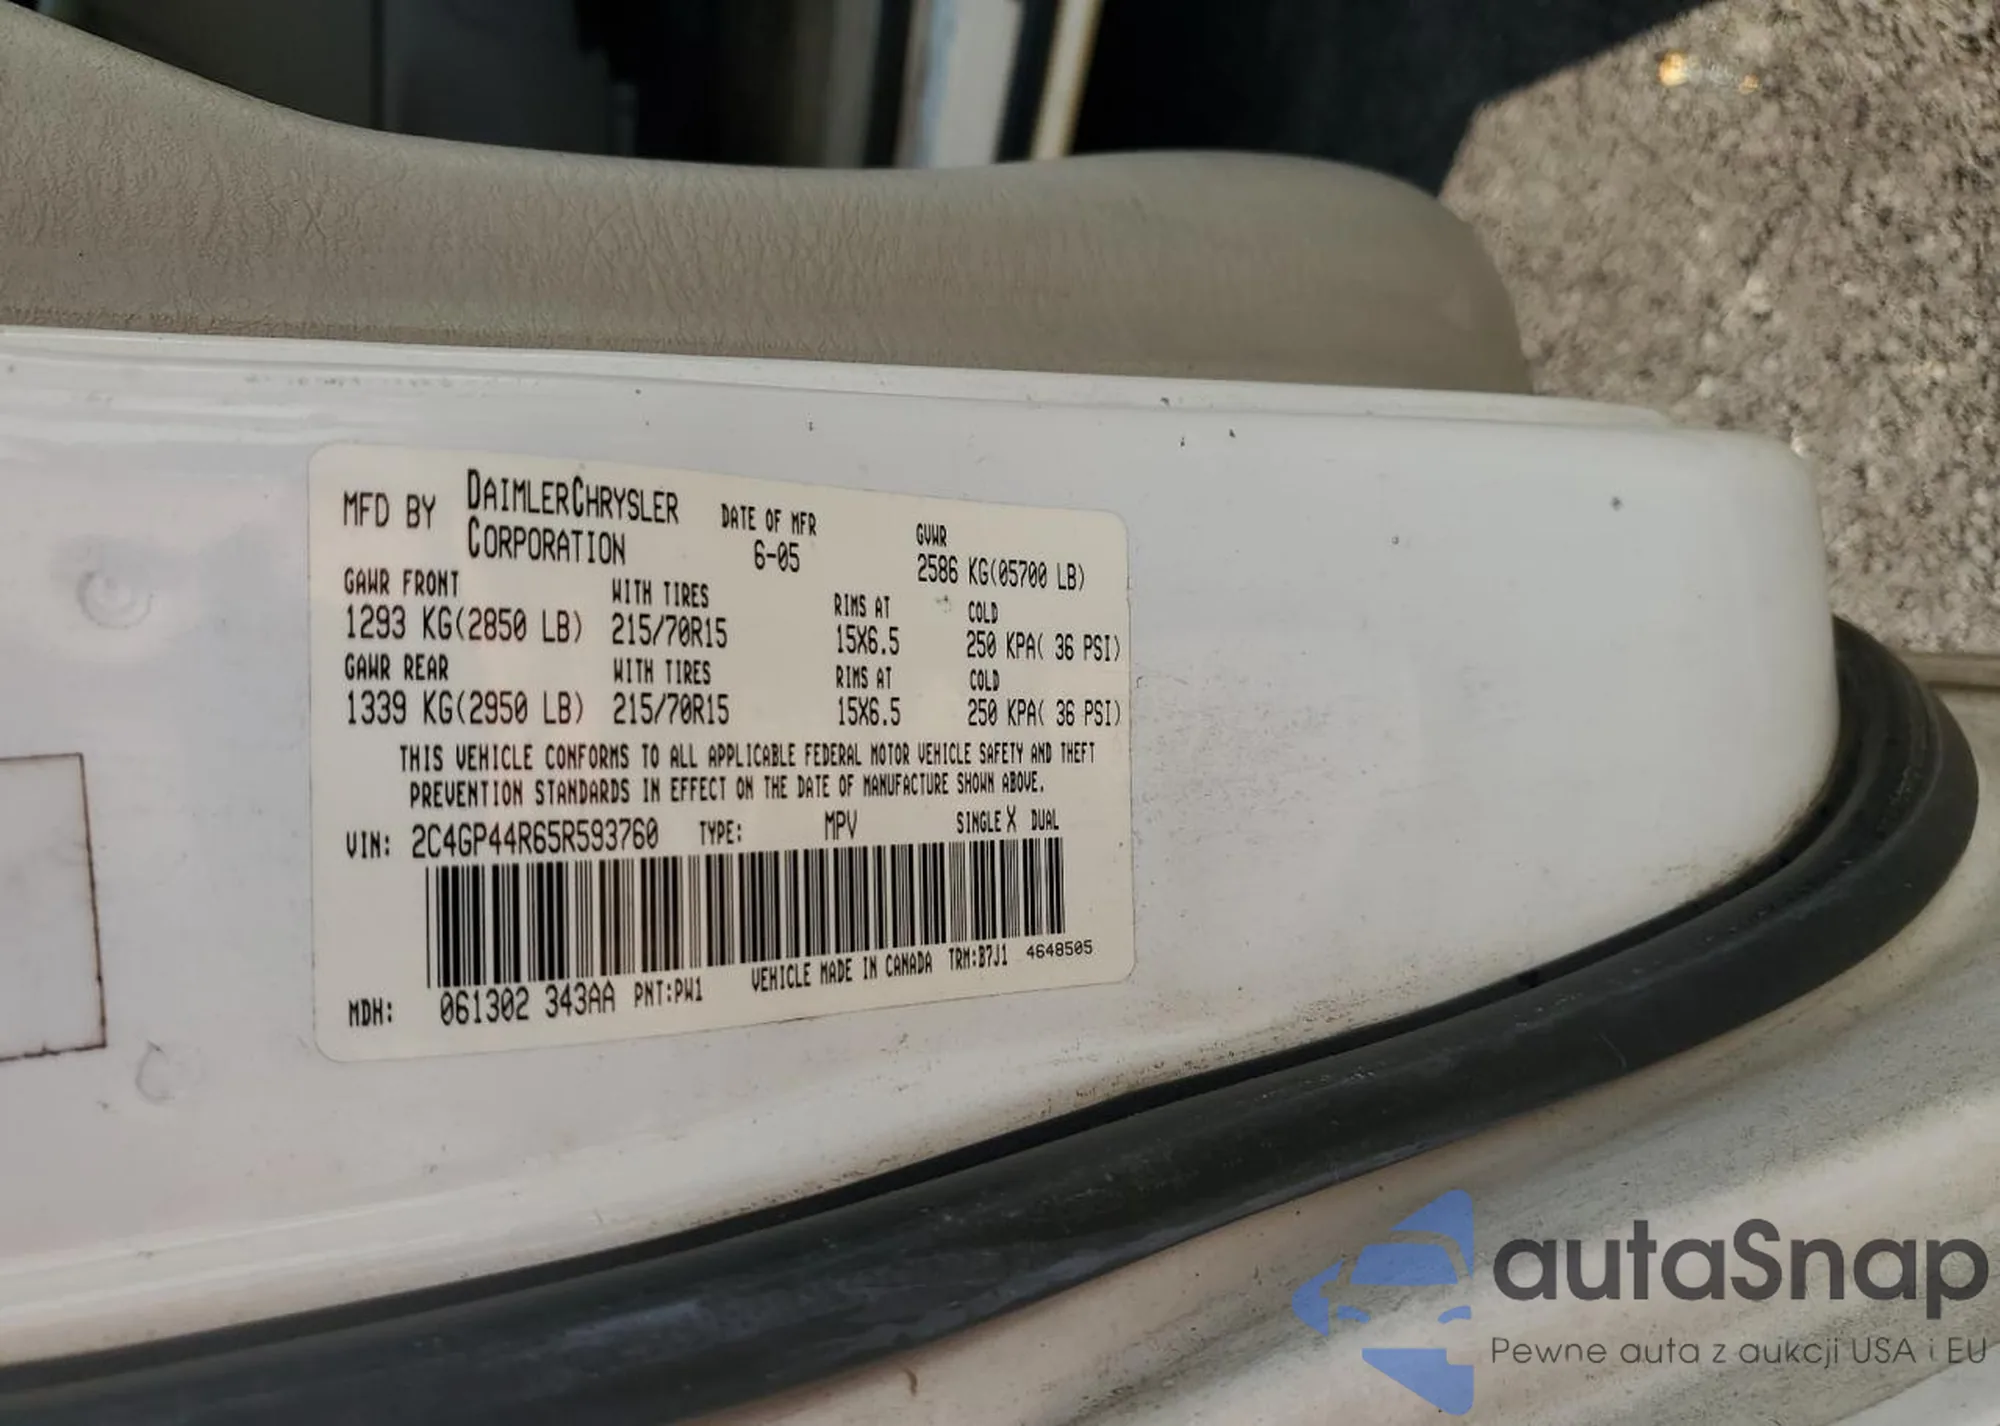 MFD BY DAIMLERCHRYSLER CORPORATION DATE OF MFR 6-05 GVWR 2586 KG(05700 LB)
GAWR FRONT WITH TIRES RIMS AT COLD
1293 KG(2850 LB) 215/70R15 15X6.5 250 KPA( 36 PSI)
GAWR REAR WITH TIRES RIMS AT COLD
1339 KG(2950 LB) 215/70R15 15X6.5 250 KPA( 36 PSI)
THIS VEHICLE CONFORMS TO ALL APPLICABLE FEDERAL MOTOR VEHICLE SAFETY AND THEFT
PREVENTION STANDARDS IN EFFECT ON THE DATE OF MANUFACTURE SHOWN ABOVE.
VIN: 2C4GP44R65R593760 TYPE: MPV SINGLE X DUAL
MDH: 061302 343AA PNT:PW1 VEHICLE MADE IN CANADA TRM:B7J1 4648505
autaSnap
Pewne auta z aukcji USA i EU